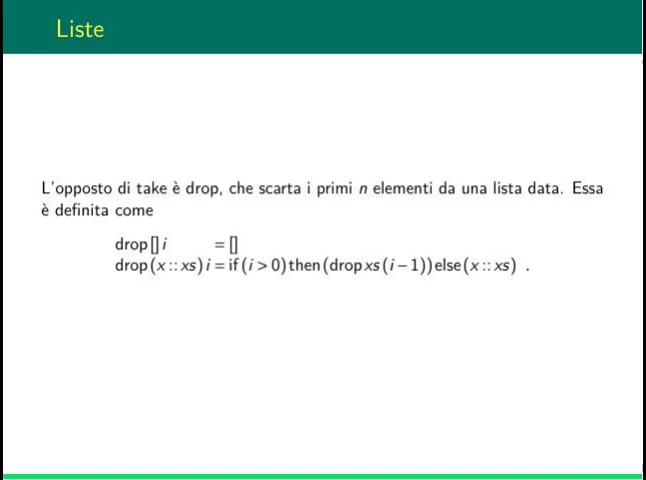 Liste
L'opposto di take è drop, che scarta i primi n elementi da una lista data. Essa
è definita come
drop [] i = []
drop (x :: xs) i = if (i > 0) then (drop xs (i − 1)) else (x :: xs) .